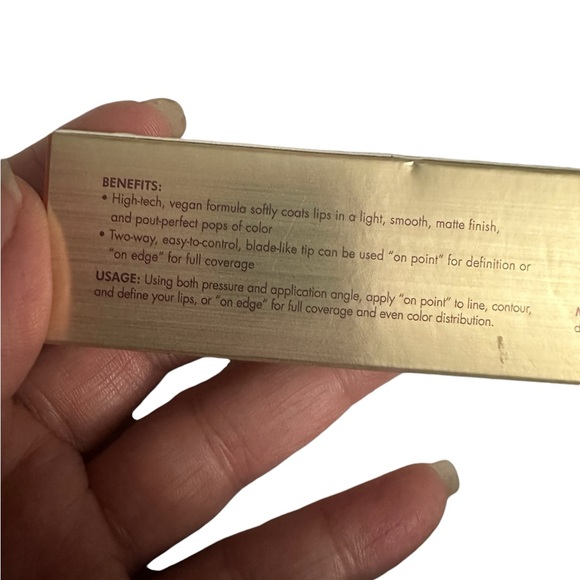 BENEFITS:
• High-tech, vegan formula softly coats lips in a light, smooth, matte finish,
and pout-perfect pops of color
• Two-way, easy-to-control, blade-like tip can be used “on point” for definition or
“on edge” for full coverage
USAGE: Using both pressure and application angle, apply “on point” to line, contour,
and define your lips, or “on edge” for full coverage and even color distribution.